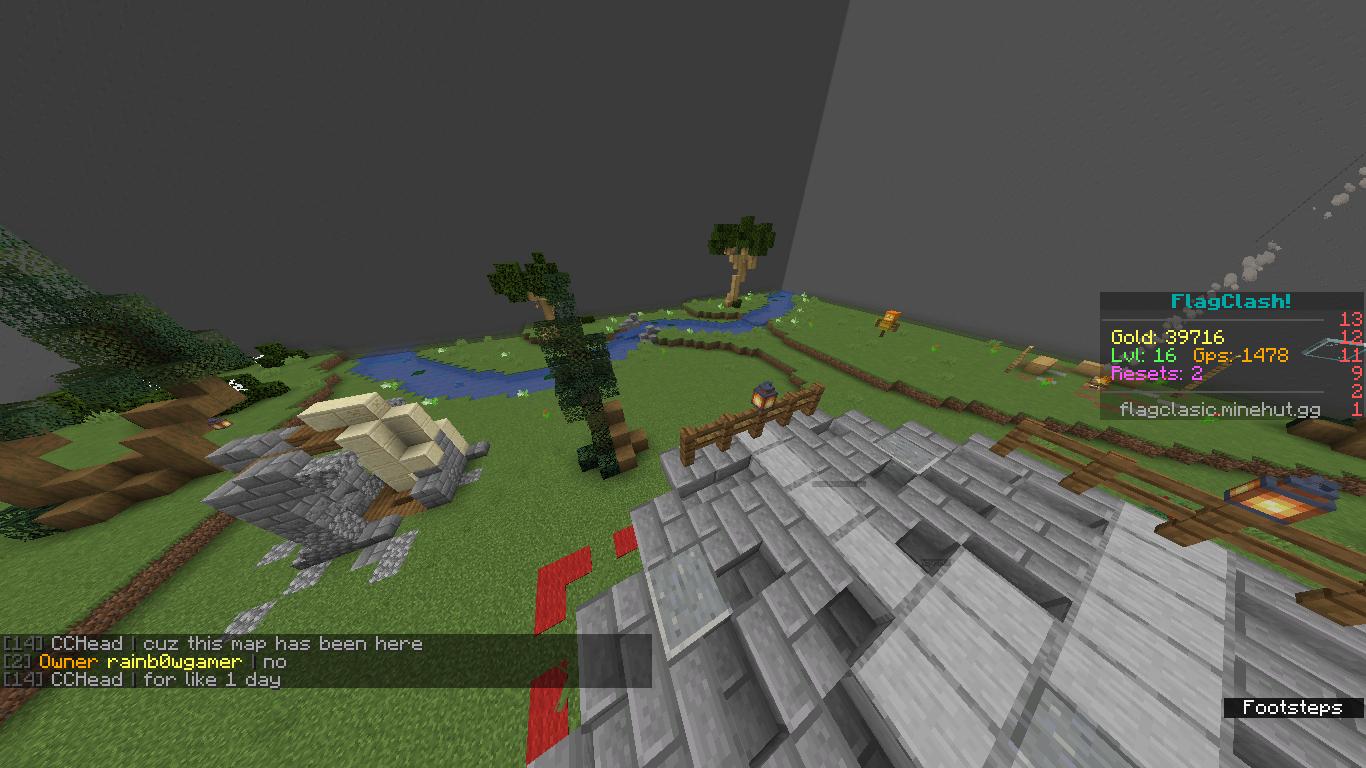 FlagClash!
13
Gold: 39716
12
Lvl: 16 Gps: 1478
11
Resets: 2
9
2
flagclasic.minehut.gg
1
[14] CCHead | cuz this map has been here
[2] Owner rainb0wgamer | no
[14] CCHead | for like 1 day
Footsteps